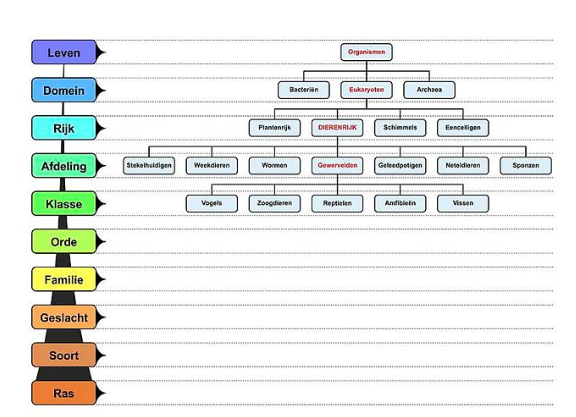 Leven
Organismen
Domein
Bacteriën Eukaryoten Archaea
Rijk
Plantenrijk DIERENRIJK Schimmels Eencelligen
Afdeling
Stekelhuidigen Weekdieren Wormen Gewervelden Geleedpotigen Neteldieren Sponzen
Klasse
Vogels Zoogdieren Reptielen Amfibieën Vissen
Orde
Familie
Geslacht
Soort
Ras